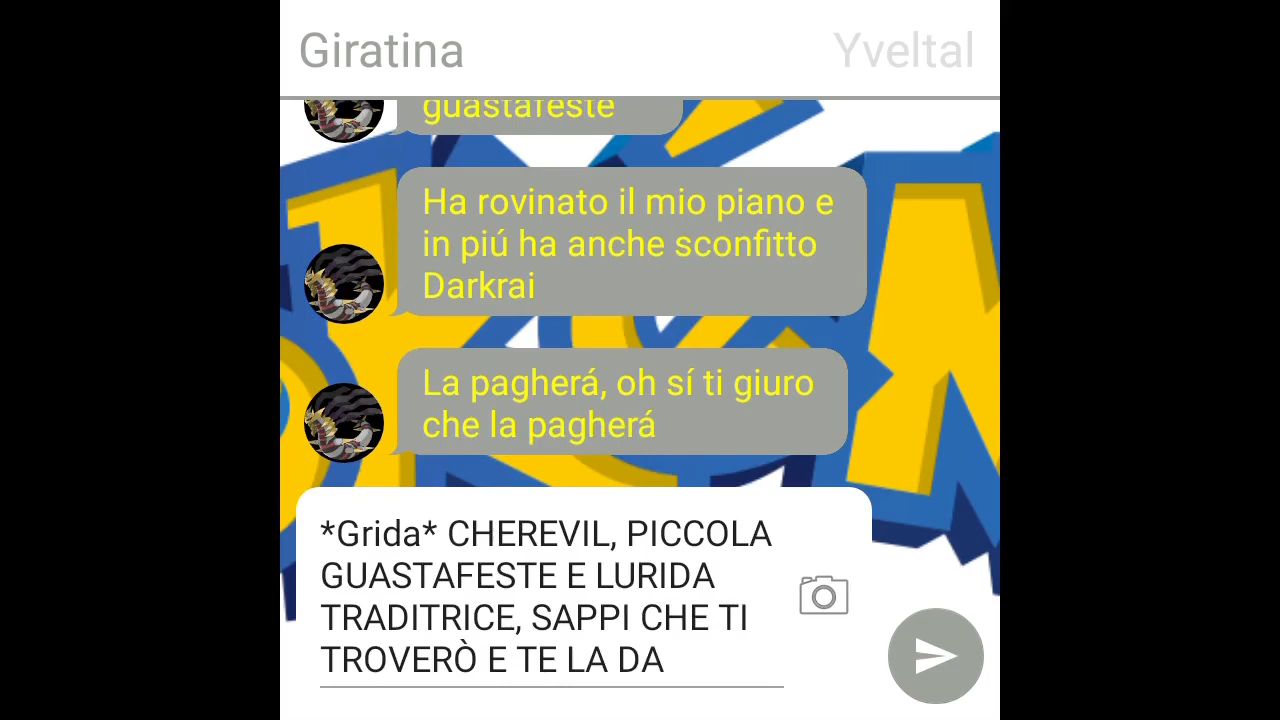 Giratina
Yveltal
guastafeste
Ha rovinato il mio piano e
in piú ha anche sconfitto
Darkrai
La pagherá, oh sí ti giuro
che la pagherá
*Grida* CHEREVIL, PICCOLA
GUASTAFESTE E LURIDA
TRADITRICE, SAPPI CHE TI
TROVERÒ E TE LA DA